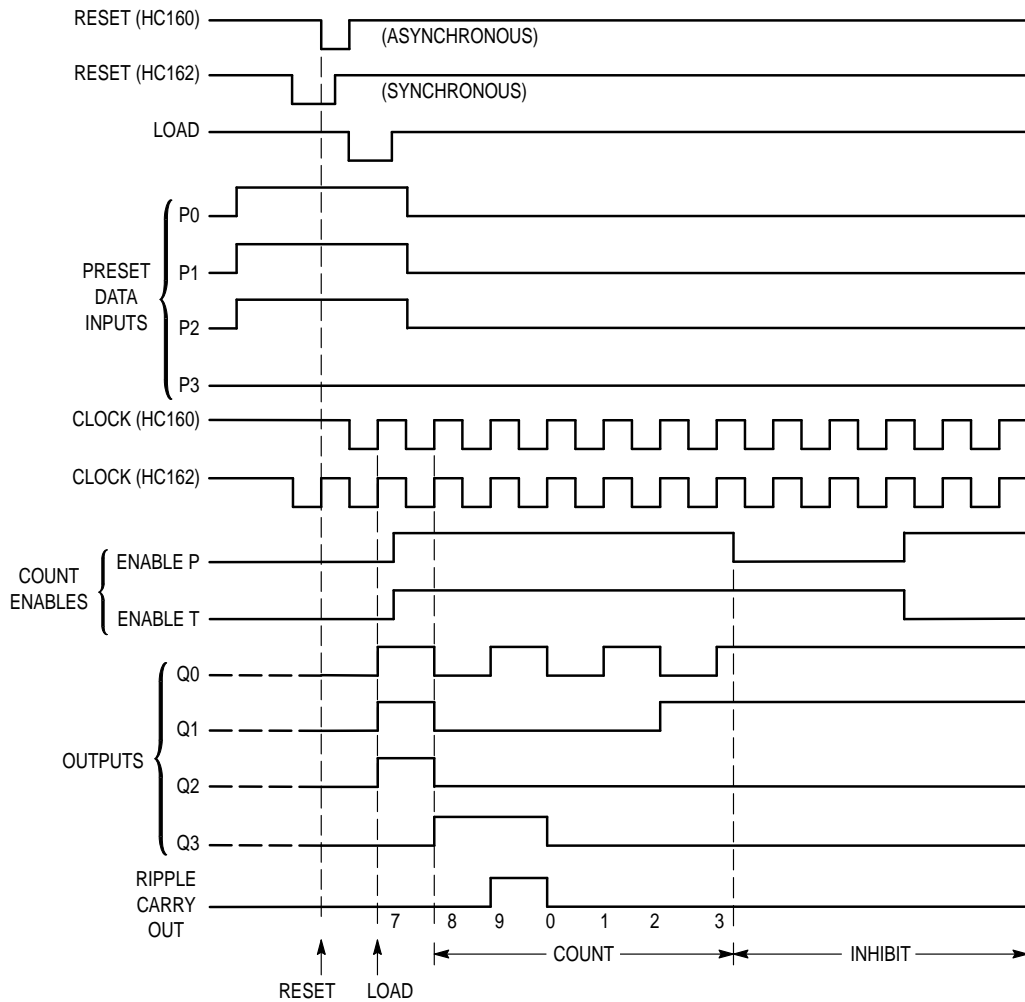 RESET (HC160)
(ASYNCHRONOUS)
RESET (HC162)
(SYNCHRONOUS)
LOAD
PRESET
DATA
INPUTS
P0
P1
P2
P3
CLOCK (HC160)
CLOCK (HC162)
COUNT
ENABLES
ENABLE P
ENABLE T
OUTPUTS
Q0
Q1
Q2
Q3
RIPPLE
CARRY
OUT
7 8 9 0 1 2 3
COUNT
INHIBIT
RESET LOAD